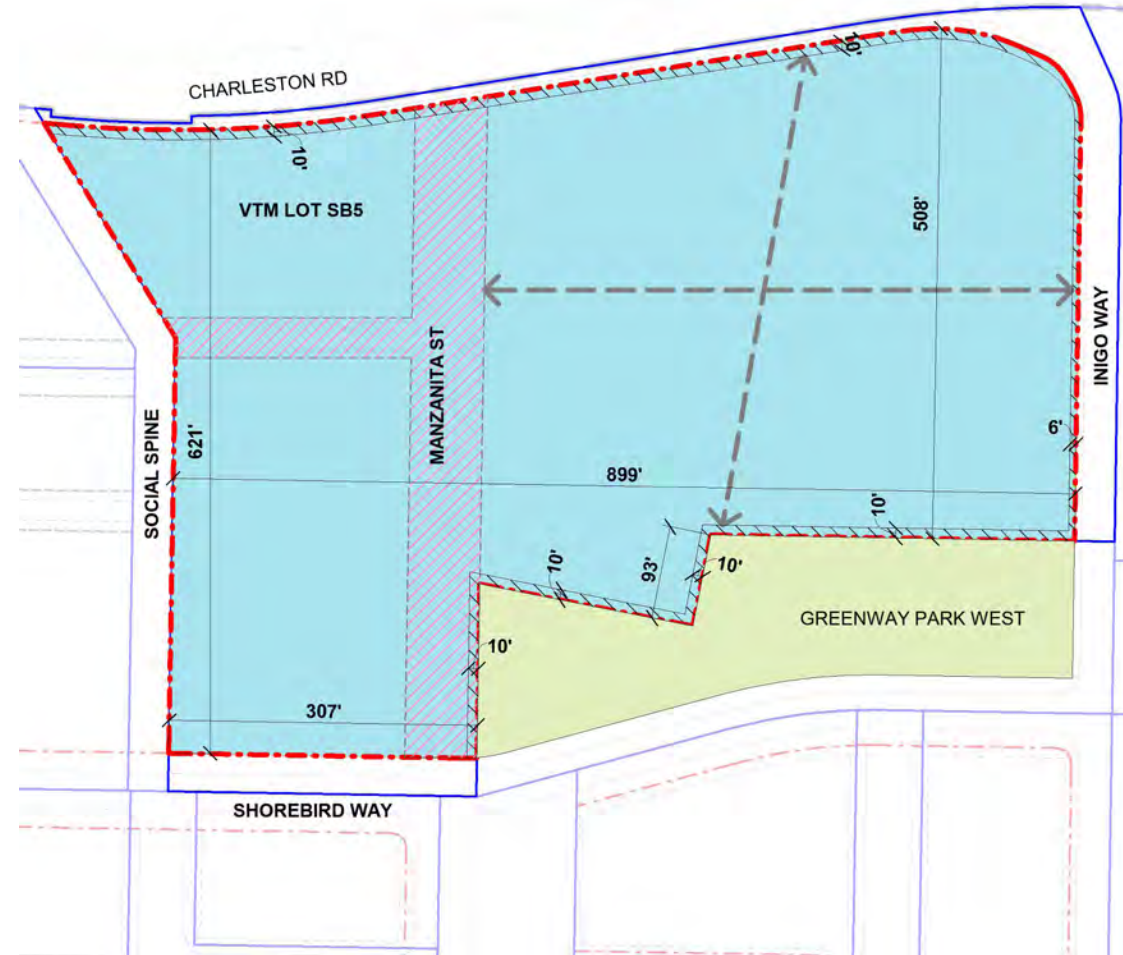 CHARLESTON RD
10'
10'
VTM LOT SB5
508'
MANZANITA ST
INIGO WAY
SOCIAL SPINE
621'
6'
899'
10'
10'
93'
10'
GREENWAY PARK WEST
10'
307'
SHOREBIRD WAY